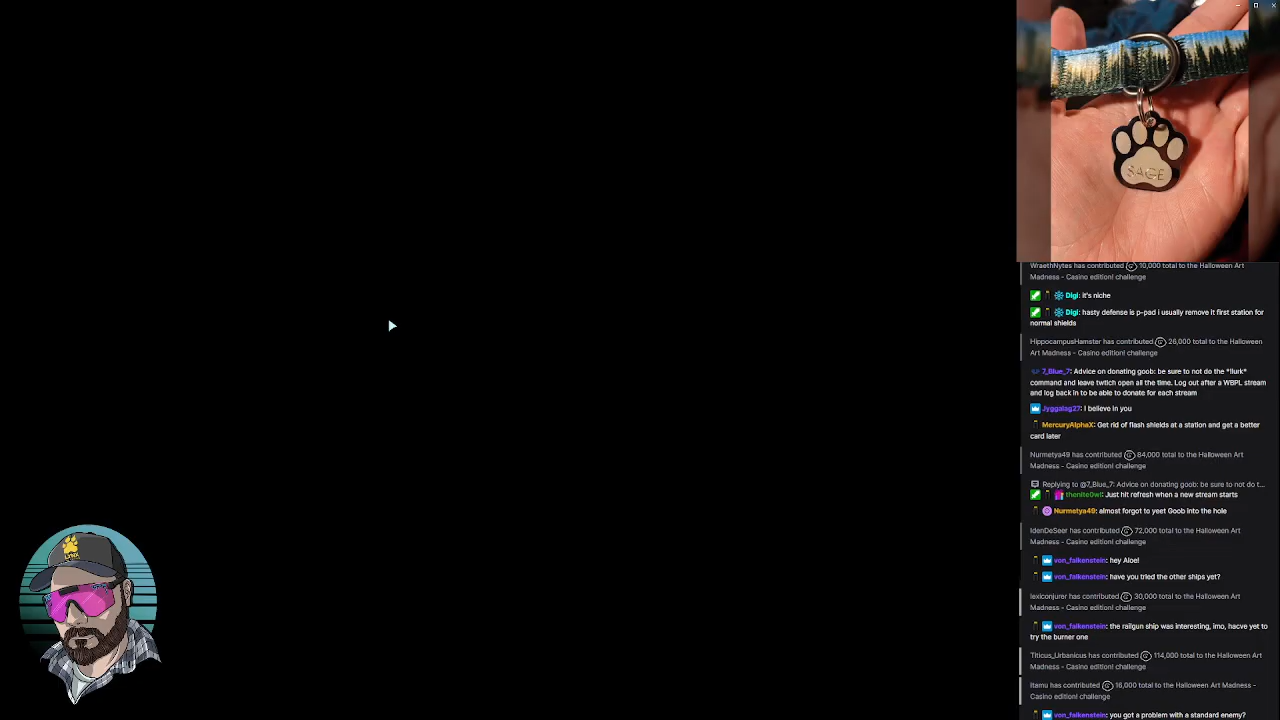 SAGE
WraethNytes has contributed 10,000 total to the Halloween Art
Madness - Casino edition! challenge
Digi: it's niche
Digi: hasty defense is p-pad i usually remove it first station for
normal shields
HippocampusHamster has contributed 26,000 total to the Halloween
Art Madness - Casino edition! challenge
7_Blue_7: Advice on donating goob: be sure to not do the *!lurk*
command and leave twitch open all the time. Log out after a WBPL stream
and log back in to be able to donate for each stream
Jyggalag27: I believe in you
MercuryAlphaX: Get rid of flash shields at a station and get a better
card later
Nurmetya49 has contributed 84,000 total to the Halloween Art
Madness - Casino edition! challenge
Replying to @7_Blue_7: Advice on donating goob: be sure to not do t...
thenite0wl: Just hit refresh when a new stream starts
Nurmetya49: almost forgot to yeet Goob into the hole
IdenDeSeer has contributed 72,000 total to the Halloween Art
Madness - Casino edition! challenge
von_falkenstein: hey Aloe!
von_falkenstein: have you tried the other ships yet?
lexiconjurer has contributed 30,000 total to the Halloween Art
Madness - Casino edition! challenge
von_falkenstein: the railgun ship was interesting, imo, hacve yet to
try the burner one
Titicus_Urbanicus has contributed 114,000 total to the Halloween
Art Madness - Casino edition! challenge
Itamu has contributed 16,000 total to the Halloween Art Madness -
Casino edition! challenge
von_falkenstein: you got a problem with a standard enemy?
LYNX